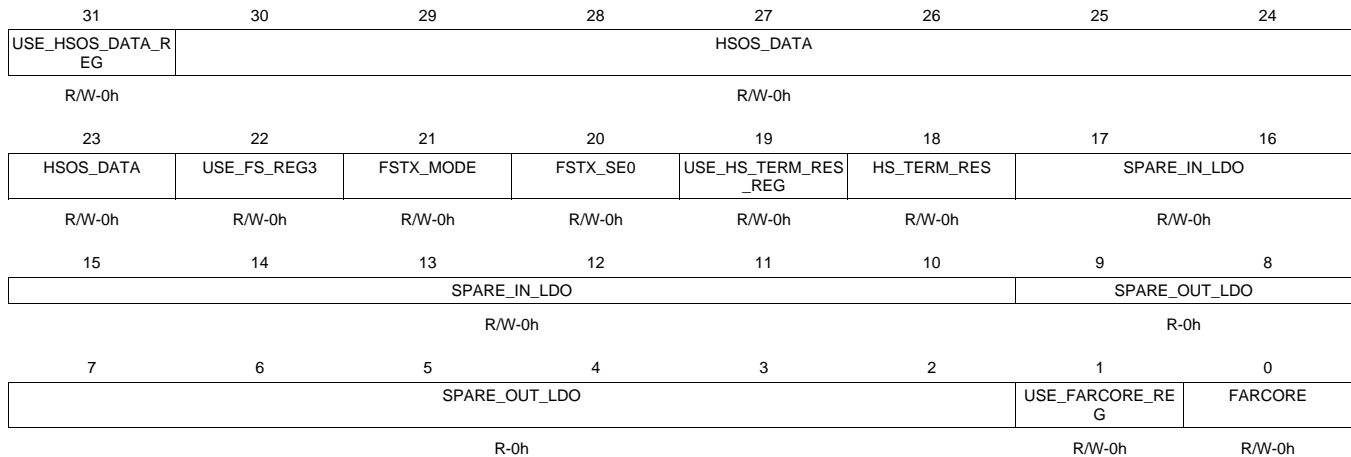 31 30 29 28 27 26 25 24
USE_HSOS_DATA_R HSOS_DATA
EG
R/W-0h R/W-0h
23 22 21 20 19 18 17 16
HSOS_DATA USE_FS_REG3 FSTX_MODE FSTX_SE0 USE_HS_TERM_RES HS_TERM_RES SPARE_IN_LDO
_REG
R/W-0h R/W-0h R/W-0h R/W-0h R/W-0h R/W-0h R/W-0h
15 14 13 12 11 10 9 8
SPARE_IN_LDO SPARE_OUT_LDO
R/W-0h R-0h
7 6 5 4 3 2 1 0
SPARE_OUT_LDO USE_FARCORE_RE FARCORE
G
R-0h R/W-0h R/W-0h